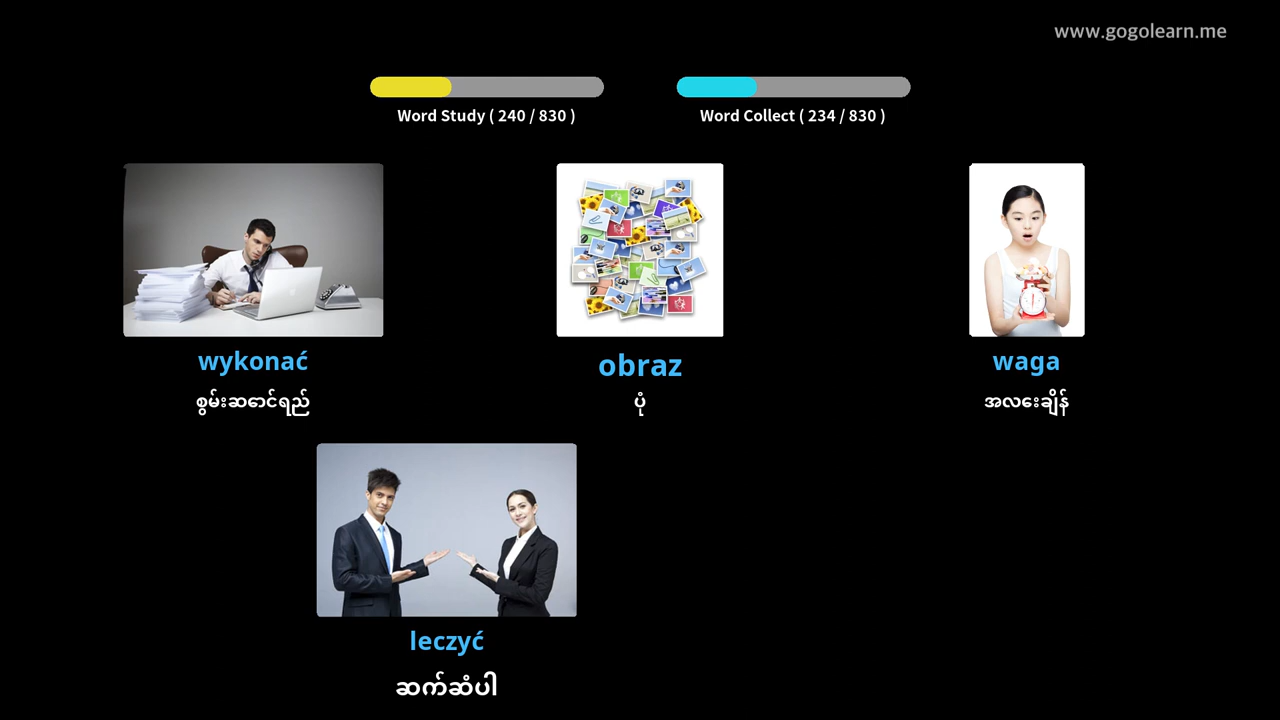 www.gogolearn.me
Word Study ( 240 / 830 )
Word Collect ( 234 / 830 )
wykonać
စွမ်းဆောင်ရည်
obraz
ပုံ
waga
အလေးချိန်
leczyć
ဆက်ဆံပါ